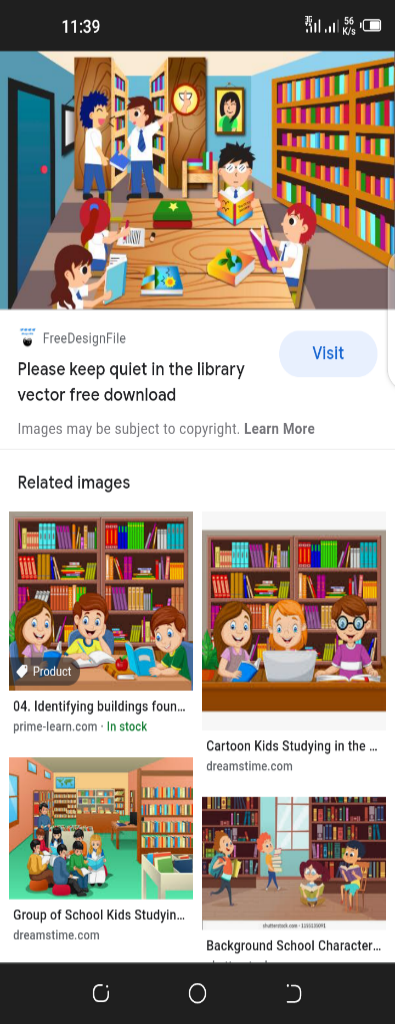 11:39
56
K/s
FreeDesignFile
Please keep quiet in the library
vector free download
Visit
Images may be subject to copyright. Learn More
Related images
Product
04. Identifying buildings foun...
prime-learn.com · In stock
Cartoon Kids Studying in the ...
dreamstime.com
Group of School Kids Studyin...
dreamstime.com
Background School Character...